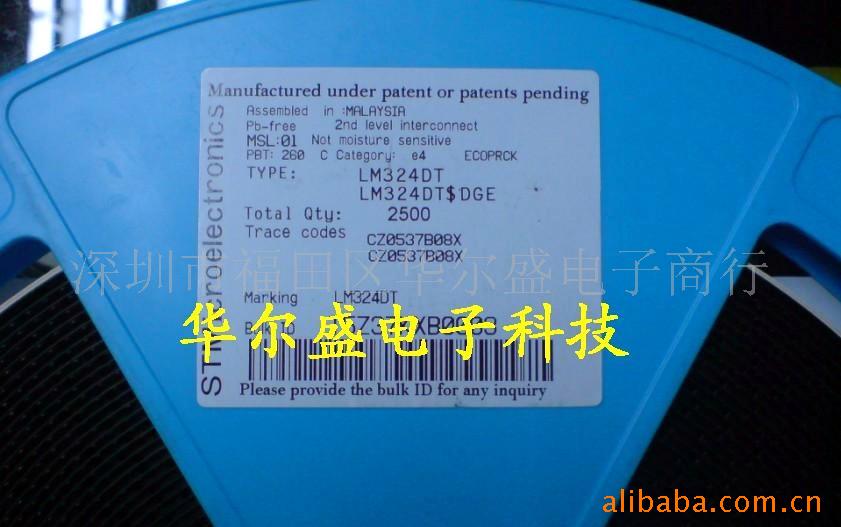 Manufactured under patent or patents pending
Assembled in :MALAYSIA
Pb-free 2nd level interconnect
MSL:01 Not moisture sensitive
PBT: 260 C Category: e4 ECOPACK
TYPE: LM324DT
LM324DT$DGE
Total Qty: 2500
Trace codes CZ0537B08X
CZ0537B08X
深圳市福田区华尔盛电子商行
Marking LM324DT
Bulk ID
华尔盛电子科技
Please provide the bulk ID for any inquiry
STMicroelectronics
alibaba.com.cn